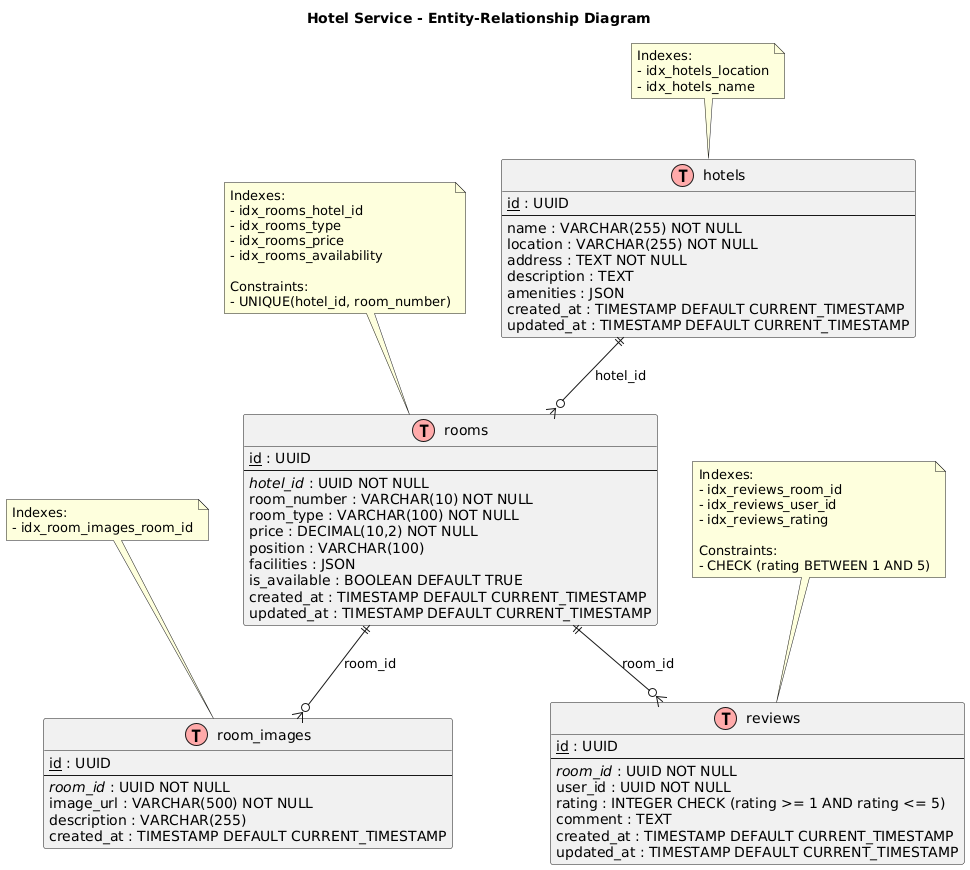 Hotel Service - Entity-Relationship Diagram
Indexes:
- idx_hotels_location
- idx_hotels_name
T hotels
id : UUID
name : VARCHAR(255) NOT NULL
location : VARCHAR(255) NOT NULL
address : TEXT NOT NULL
description : TEXT
amenities : JSON
created_at : TIMESTAMP DEFAULT CURRENT_TIMESTAMP
updated_at : TIMESTAMP DEFAULT CURRENT_TIMESTAMP
Indexes:
- idx_rooms_hotel_id
- idx_rooms_type
- idx_rooms_price
- idx_rooms_availability
Constraints:
- UNIQUE(hotel_id, room_number)
hotel_id
T rooms
id : UUID
hotel_id : UUID NOT NULL
room_number : VARCHAR(10) NOT NULL
room_type : VARCHAR(100) NOT NULL
price : DECIMAL(10,2) NOT NULL
position : VARCHAR(100)
facilities : JSON
is_available : BOOLEAN DEFAULT TRUE
created_at : TIMESTAMP DEFAULT CURRENT_TIMESTAMP
updated_at : TIMESTAMP DEFAULT CURRENT_TIMESTAMP
Indexes:
- idx_reviews_room_id
- idx_reviews_user_id
- idx_reviews_rating
Constraints:
- CHECK (rating BETWEEN 1 AND 5)
Indexes:
- idx_room_images_room_id
room_id
room_id
T room_images
id : UUID
room_id : UUID NOT NULL
image_url : VARCHAR(500) NOT NULL
description : VARCHAR(255)
created_at : TIMESTAMP DEFAULT CURRENT_TIMESTAMP
T reviews
id : UUID
room_id : UUID NOT NULL
user_id : UUID NOT NULL
rating : INTEGER CHECK (rating >= 1 AND rating <= 5)
comment : TEXT
created_at : TIMESTAMP DEFAULT CURRENT_TIMESTAMP
updated_at : TIMESTAMP DEFAULT CURRENT_TIMESTAMP